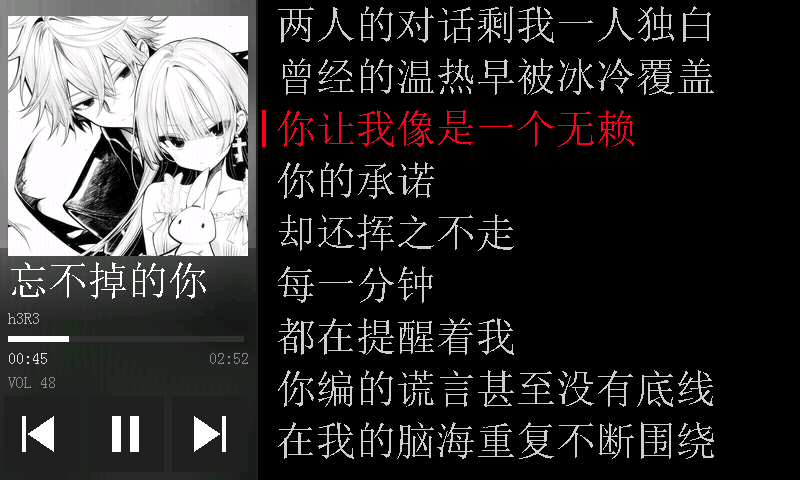 忘不掉的你
h3R3
00:45 02:52
VOL 48
两人的对话剩我一人独白
曾经的温热早被冰冷覆盖
你让我像是一个无赖
你的承诺
却还挥之不走
每一分钟
都在提醒着我
你编的谎言甚至没有底线
在我的脑海重复不断围绕